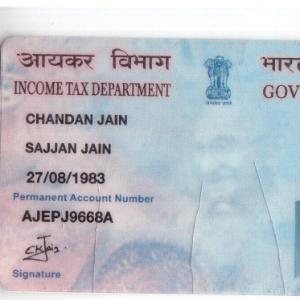 आयकर विभाग
भारत
INCOME TAX DEPARTMENT
GOV
CHANDAN JAIN
SAJJAN JAIN
27/08/1983
Permanent Account Number
AJEPJ9668A
CKJain
Signature